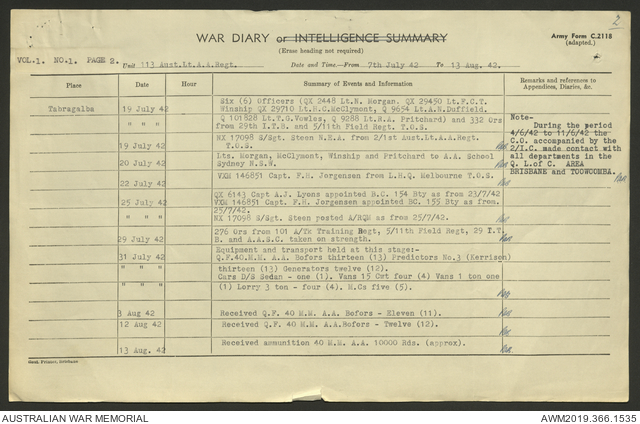 2
WAR DIARY or INTELLIGENCE SUMMARY
(Erase heading not required)
Army Form C.2118
(adapted.)
VOL.1. NO.1. PAGE 2. Unit 113 Aust.Lt.A.A.Regt. Date and Time.—From 7th July 42 To 13 Aug. 42.
Place Date Hour Summary of Events and Information Remarks and references to Appendices, Diaries, &c.
Tabragalba 19 July 42 Six (6) Officers (QX 2448 Lt.N. Morgan. QX 29450 Lt.F.C.T.
Winship QX 29710 Lt.H.C.McClymont, Q 9654 Lt.A.N.Duffield.
" " " Q 101828 Lt.T.G.Vowles, Q 9288 Lt.W.A. Pritchard) and 332 Ors
from 29th I.T.B. and 5/11th Field Regt. T.O.S.
19 July 42 NX 17098 S/Sgt. Steen N.E.A. from 2/1st Aust.Lt.A.A.Regt.
T.O.S.
20 July 42 Lts. Morgan, McClymont, Winship and Pritchard to A.A. School
Sydney N.S.W.
22 July 42 VXM 146851 Capt. F.H. Jorgensen from L.H.Q. Melbourne T.O.S.
25 July 42 QX 6143 Capt A.J. Lyons appointed B.C. 154 Bty as from 23/7/42
VXM 146851 Capt. F.H. Jorgensen appointed BC. 155 Bty as from
25/7/42.
NX 17098 S/Sgt. Steen posted A/RQM as from 25/7/42.
29 July 42 276 Ors from 101 A/Tk Training Regt, 5/11th Field Regt, 29 I.T.
B. and A.A.S.C. taken on strength.
31 July 42 Equipment and transport held at this stage:-
Q.F.40.M.M. A.A. Bofors thirteen (13) Predictors No.3 (Kerrison)
" " " thirteen (13) Generators twelve (12).
Cars D/S Sedan - one (1). Vans 15 Cwt four (4) Vans 1 ton one
(1) Lorry 3 ton - four (4). M.Cs five (5).
3 Aug 42 Received Q.F. 40 M.M. A.A. Bofors - Eleven (11).
12 Aug 42 Received Q.F. 40 M.M. A.A.Bofors - Twelve (12).
13 Aug. 42 Received ammunition 40 M.M. A.A. 10000 Rds. (approx).
Note-
During the period
4/6/42 to 11/6/42 the
C.O. accompanied by the
2/I.C. made contact with
all departments in the
Q. L.of C. AREA
BRISBANE and TOOWOOMBA.
Govt. Printer, Brisbane
AUSTRALIAN WAR MEMORIAL
AWM2019.366.1535